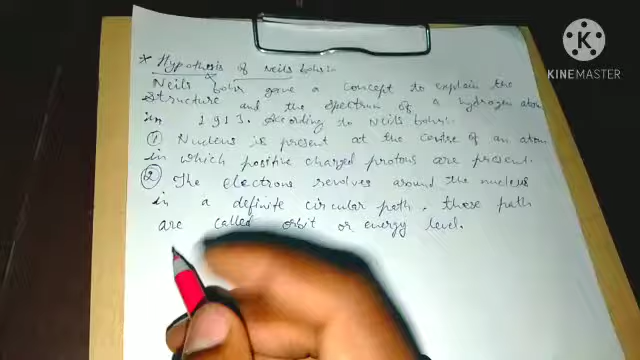 * Hypothesis of Neils bohr:-
Neils bohr gave a concept to explain the
structure and the spectrum of a hydrogen atom
in 1913. According to Neils bohr:
① Nucleus is present at the centre of an atom
in which positive charged protons are present.
② The electrons revolves around the nucleus
in a definite circular path. These path
are called orbit or energy level.
KINEMASTER